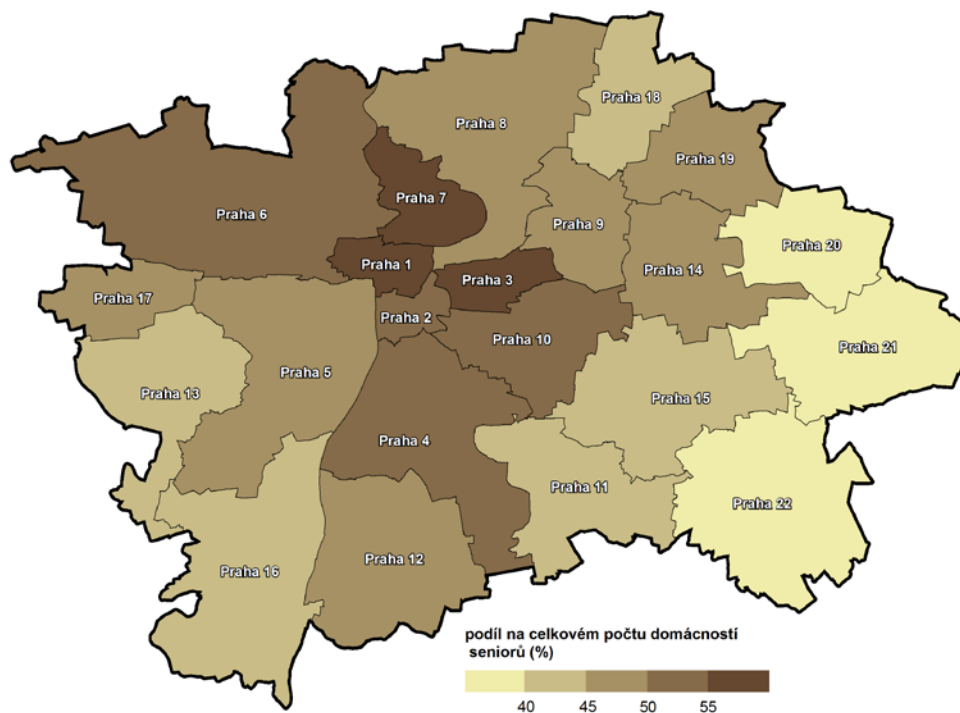 Praha 18
Praha 8
Praha 19
Praha 7
Praha 6
Praha 9
Praha 20
Praha 1
Praha 14
Praha 3
Praha 17
Praha 2
Praha 10
Praha 21
Praha 5
Praha 13
Praha 15
Praha 4
Praha 11
Praha 22
Praha 12
Praha 16
podíl na celkovém počtu domácností
seniorů (%)
40 45 50 55